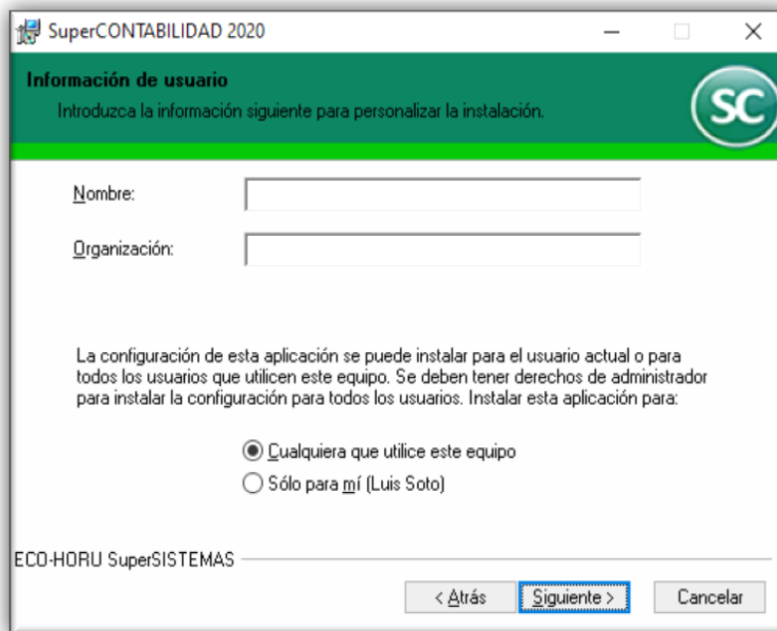 SuperCONTABILIDAD 2020
Información de usuario
Introduzca la información siguiente para personalizar la instalación.
SC
Nombre:
Organización:
La configuración de esta aplicación se puede instalar para el usuario actual o para
todos los usuarios que utilicen este equipo. Se deben tener derechos de administrador
para instalar la configuración para todos los usuarios. Instalar esta aplicación para:
Cualquiera que utilice este equipo
Sólo para mí (Luis Soto)
ECO-HORU SuperSISTEMAS
< Atrás Siguiente > Cancelar